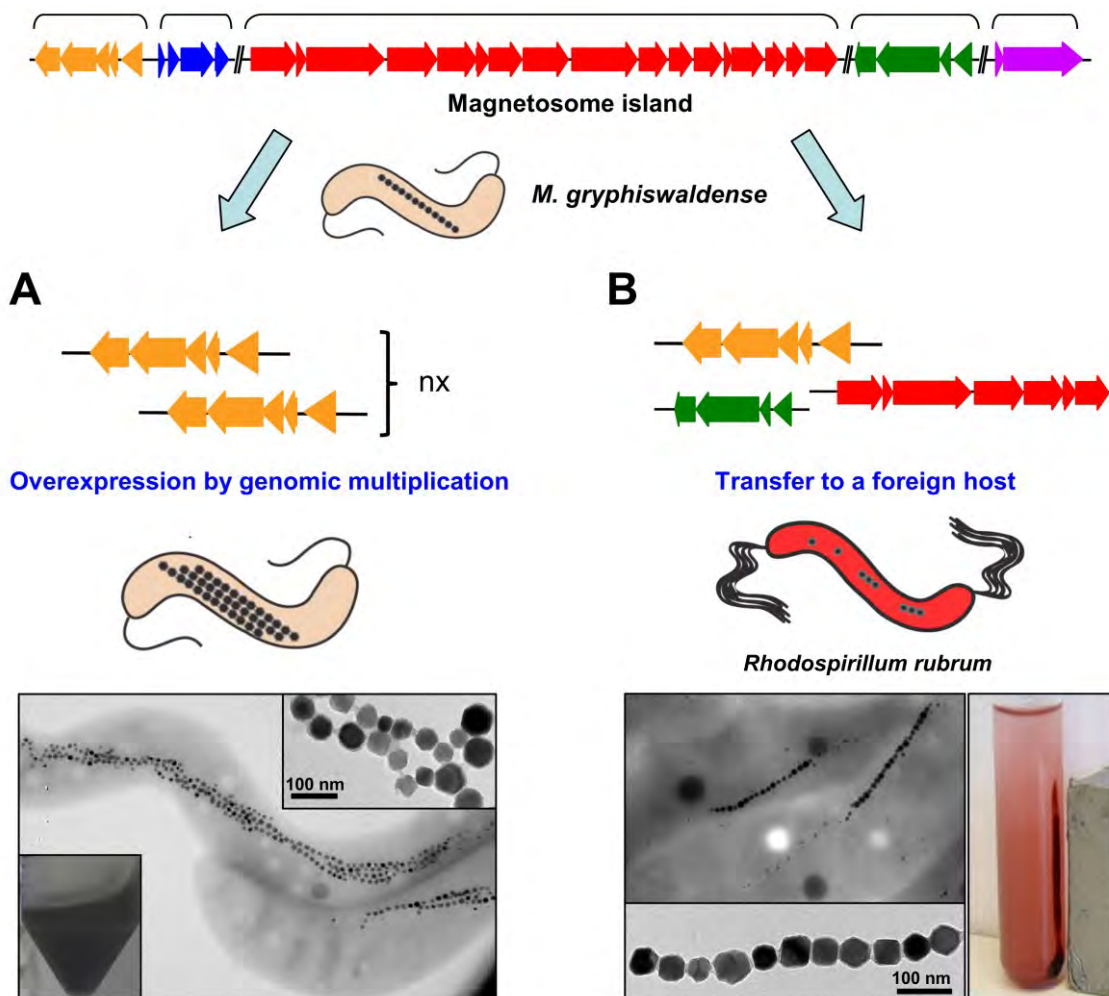 Magnetosome island
M. gryphiswaldense
A
nx
Overexpression by genomic multiplication
100 nm
B
Transfer to a foreign host
Rhodospirillum rubrum
100 nm